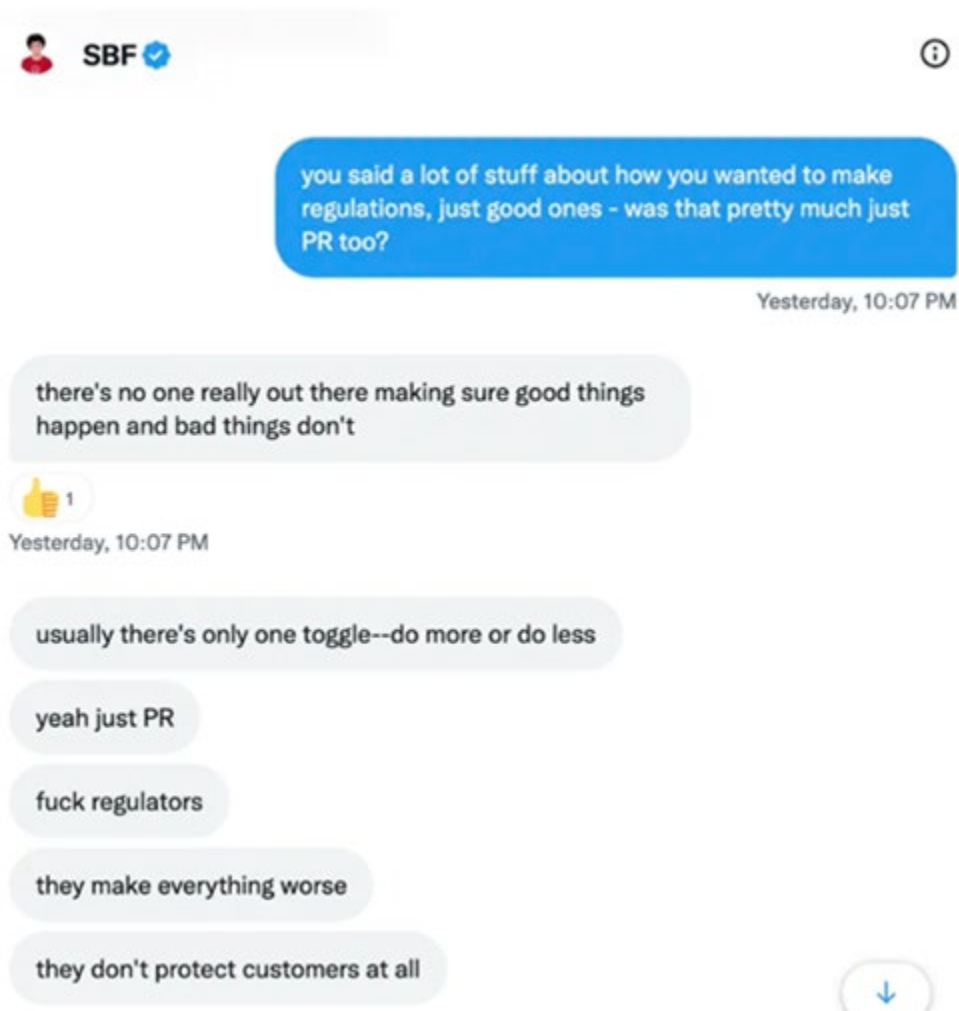 SBF
you said a lot of stuff about how you wanted to make
regulations, just good ones - was that pretty much just
PR too?
Yesterday, 10:07 PM
there's no one really out there making sure good things
happen and bad things don't
👍 1
Yesterday, 10:07 PM
usually there's only one toggle--do more or do less
yeah just PR
fuck regulators
they make everything worse
they don't protect customers at all